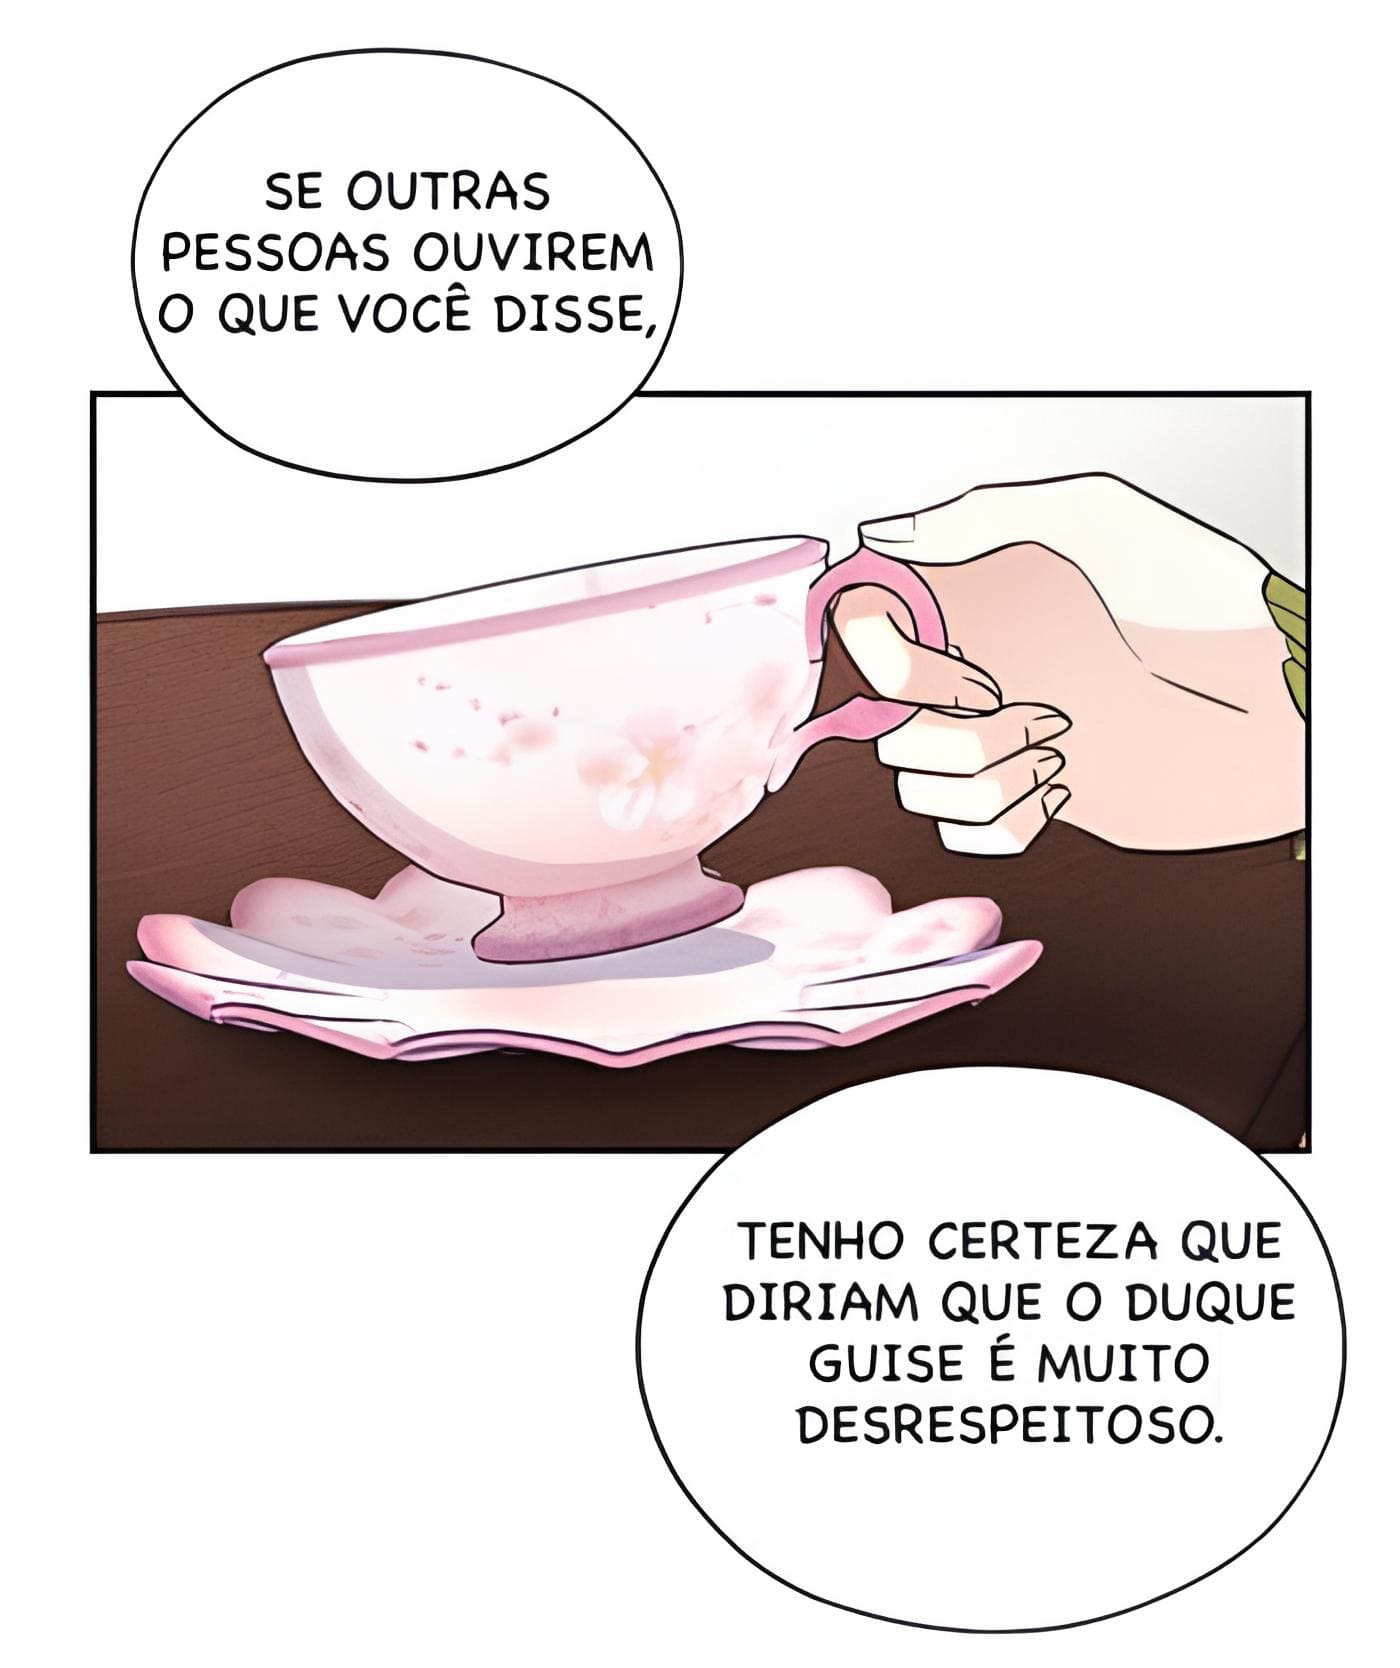 SE OUTRAS
PESSOAS OUVIREM
O QUE VOCÊ DISSE,
TENHO CERTEZA QUE
DIRIAM QUE O DUQUE
GUISE É MUITO
DESRESPEITOSO.